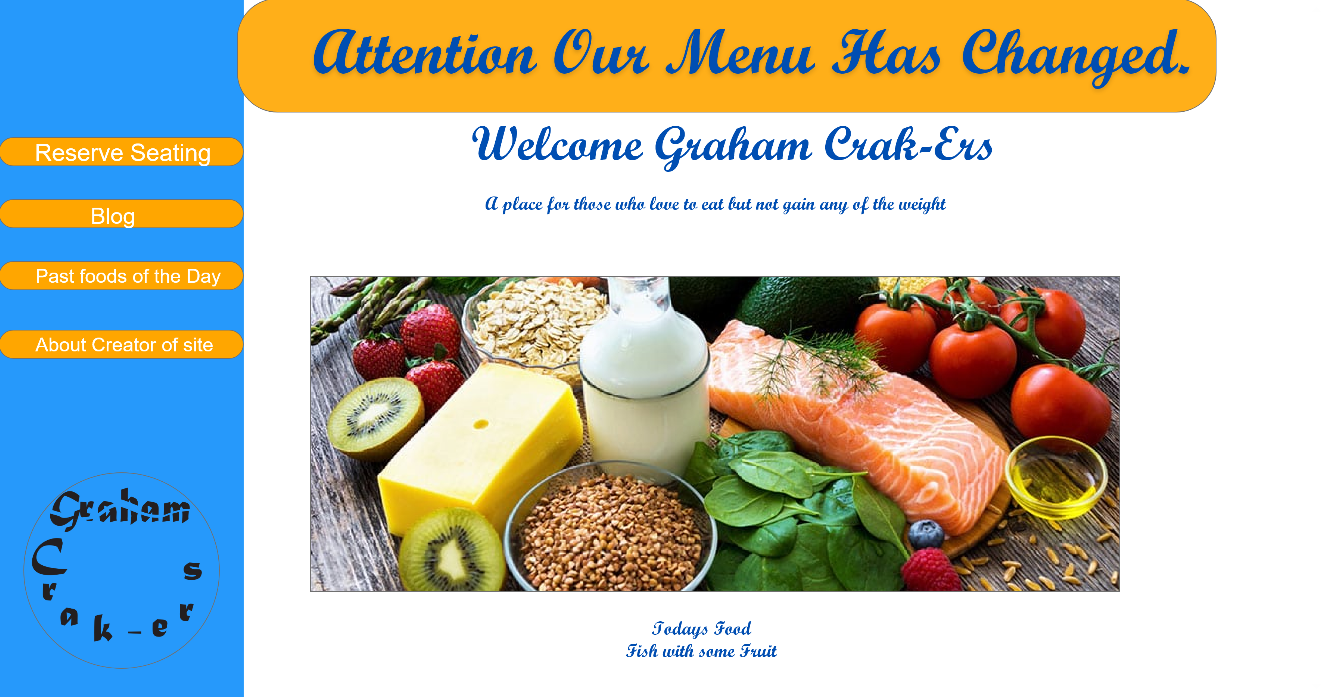 Attention Our Menu Has Changed.
Welcome Graham Crak-Ers
A place for those who love to eat but not gain any of the weight
Reserve Seating
Blog
Past foods of the Day
About Creator of site
Graham
Crak-ers
Todays Food
Fish with some Fruit